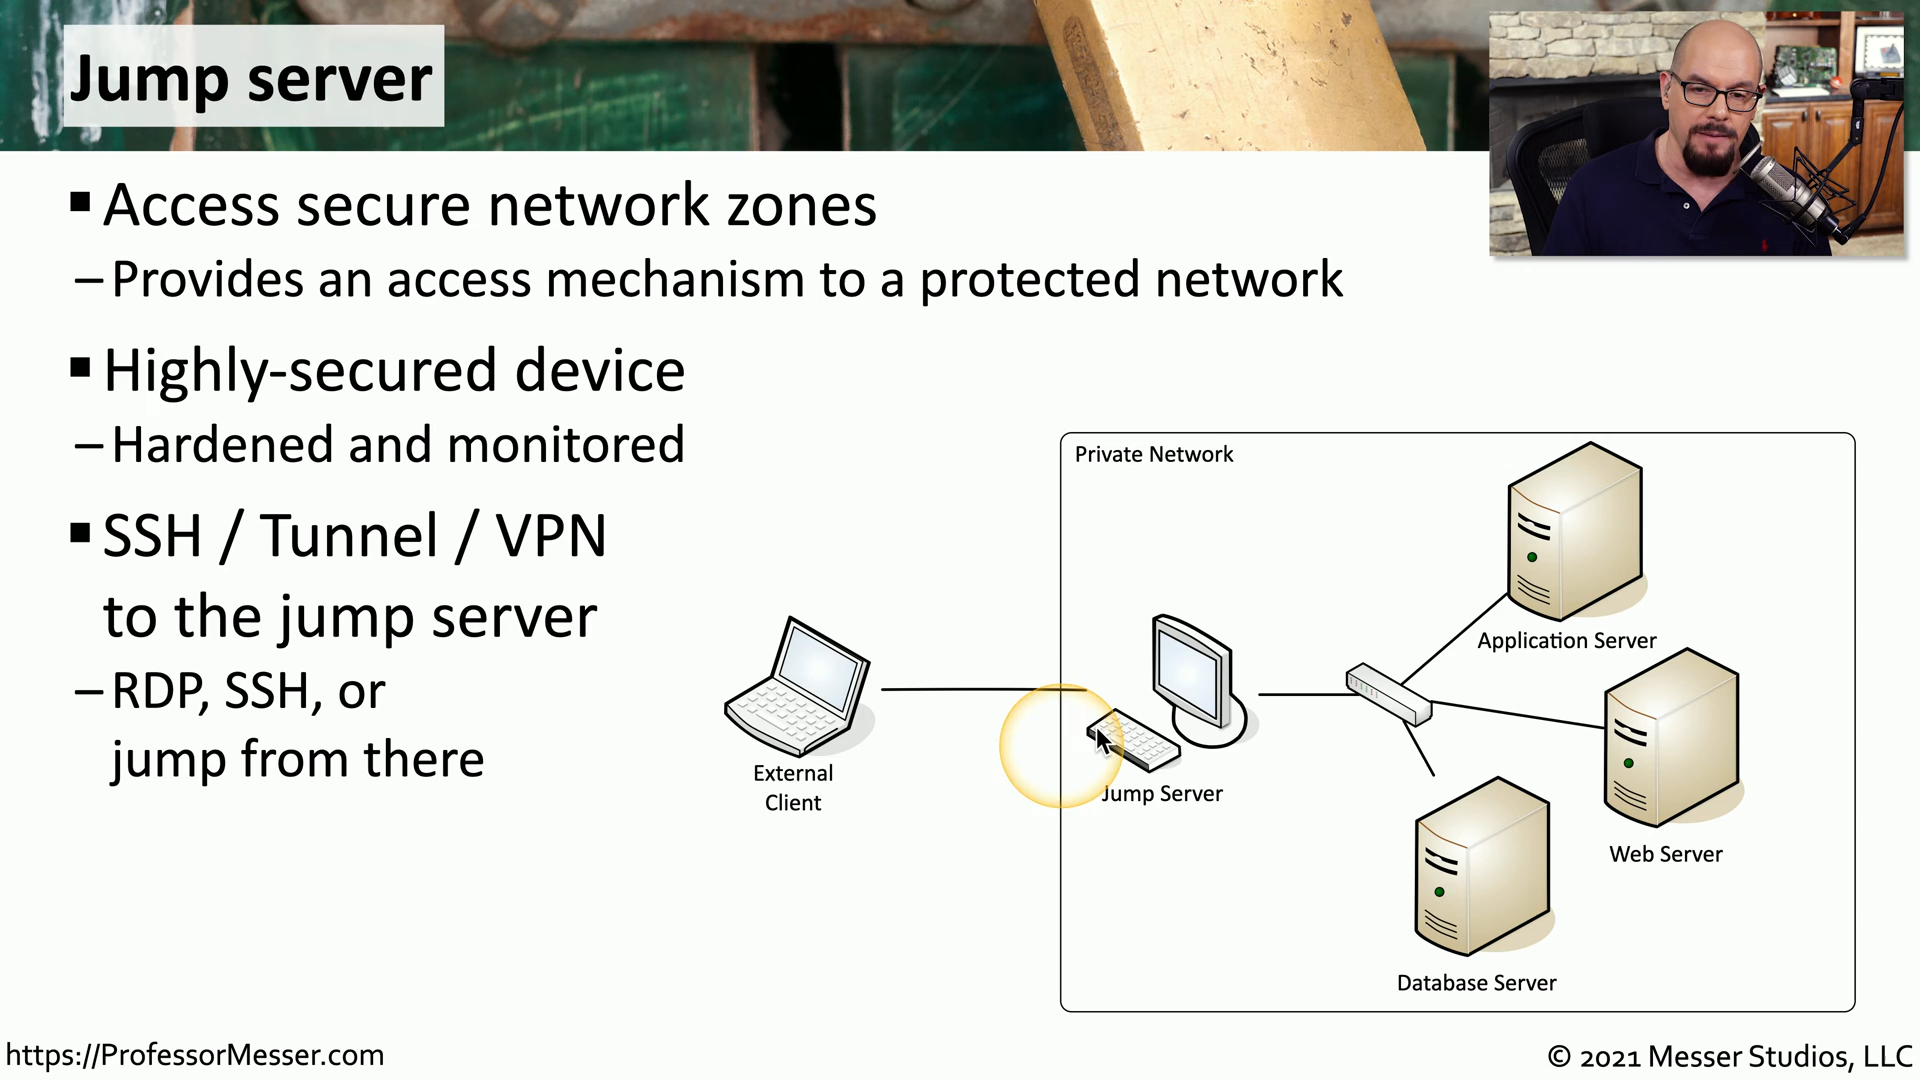 Jump server
■ Access secure network zones
– Provides an access mechanism to a protected network
■ Highly-secured device
– Hardened and monitored
■ SSH / Tunnel / VPN
to the jump server
– RDP, SSH, or
jump from there
Private Network
Application Server
External
Client
Jump Server
Web Server
Database Server
https://ProfessorMesser.com
© 2021 Messer Studios, LLC